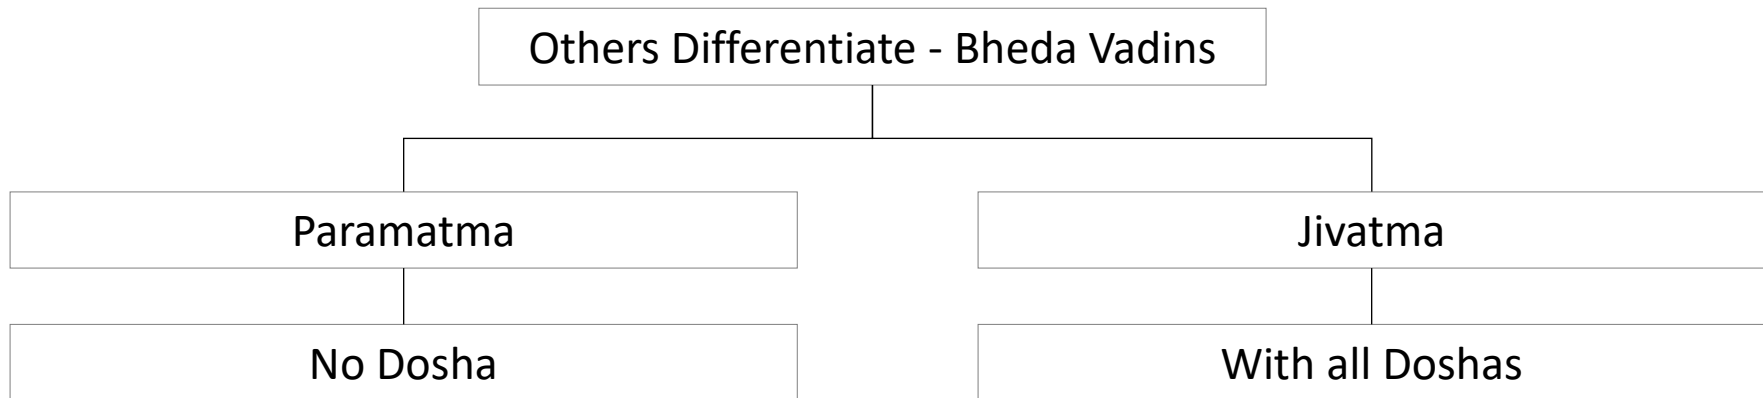 Others Differentiate - Bheda Vadins
Paramatma
Jivatma
No Dosha
With all Doshas